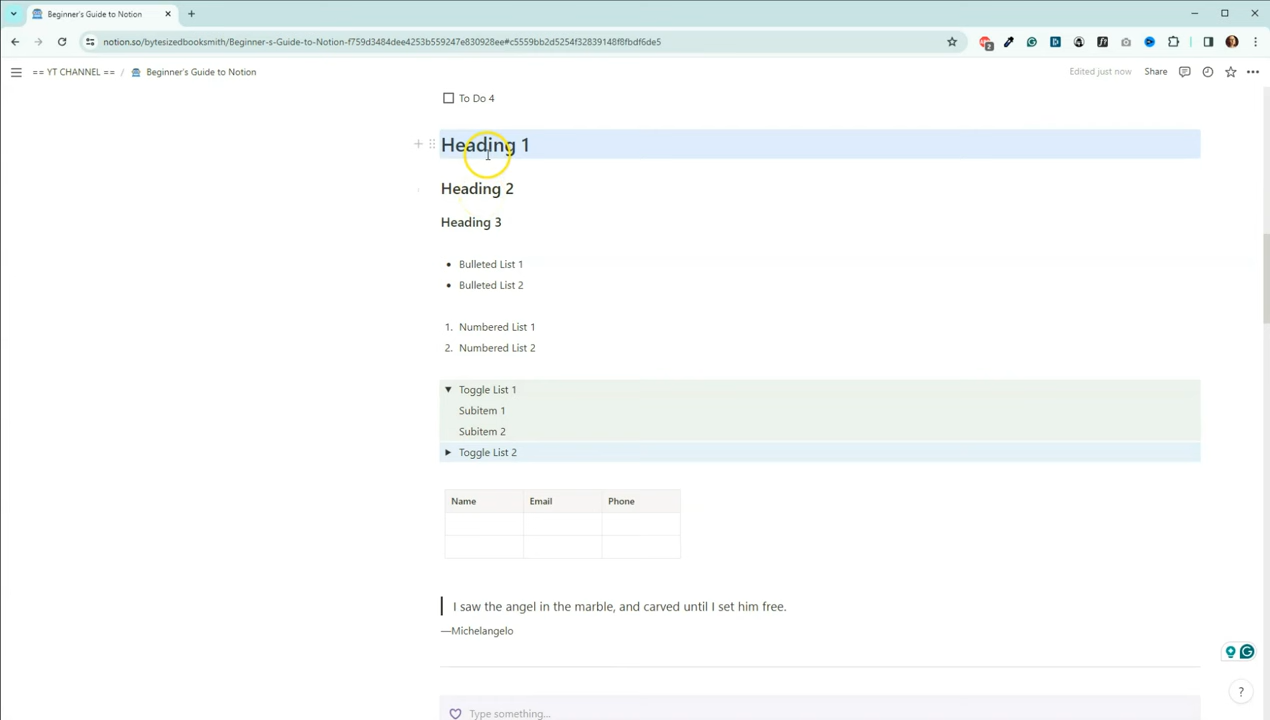 Beginner's Guide to Notion
notion.so/bytesizedbooksmith/Beginner-s-Guide-to-Notion-f759d3484dee4253b559247e830928ee#c5559bb2d5254f32839148f8fbdf6de5
2
== YT CHANNEL == / Beginner's Guide to Notion
Edited just now
Share
To Do 4
Heading 1
Heading 2
Heading 3
• Bulleted List 1
• Bulleted List 2
1. Numbered List 1
2. Numbered List 2
Toggle List 1
Subitem 1
Subitem 2
Toggle List 2
Name Email Phone
I saw the angel in the marble, and carved until I set him free.
—Michelangelo
Type something...
?